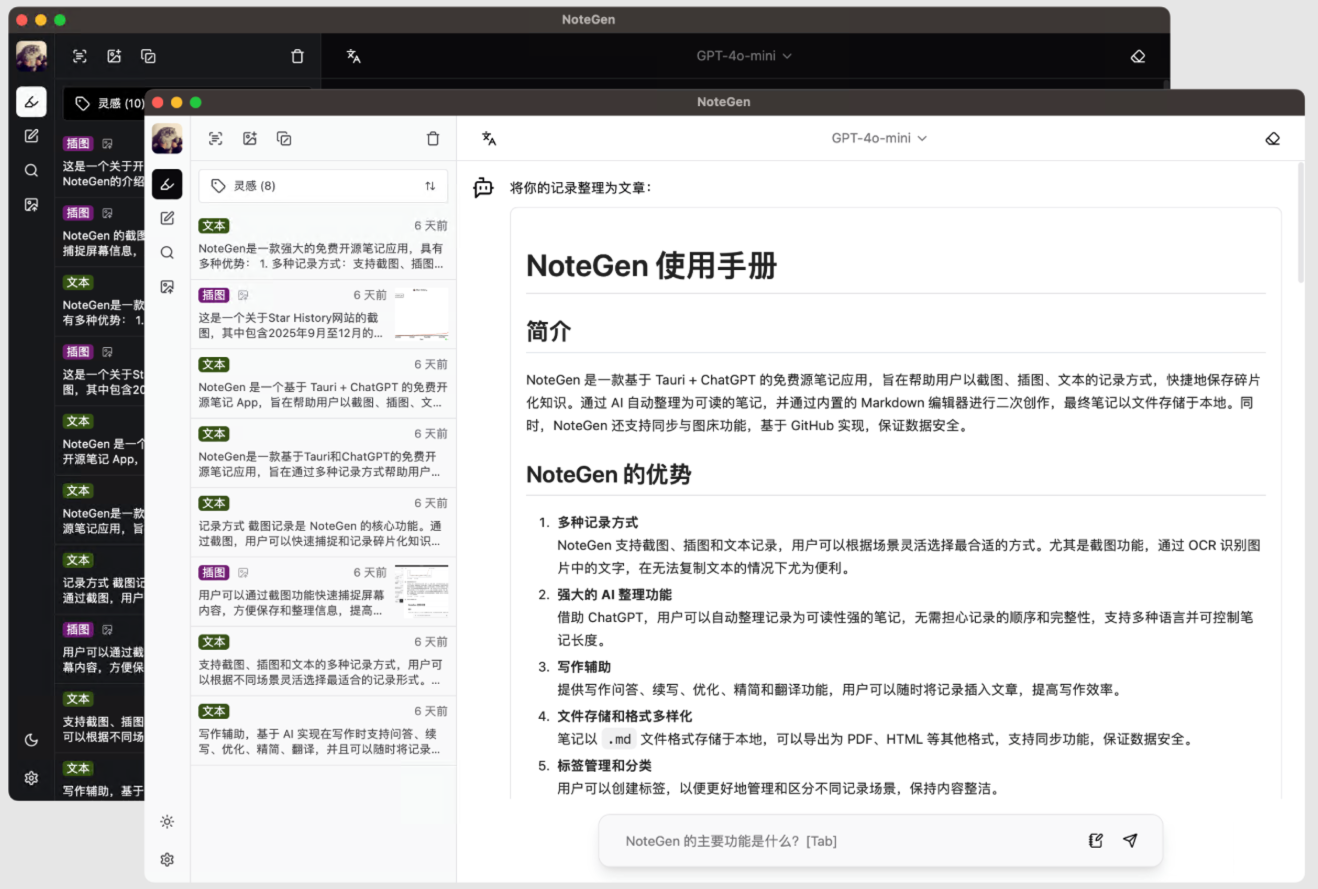 NoteGen
GPT-4o-mini
灵感 (10)
插图
这是一个关于开
NoteGen的介绍
插图
NoteGen 的截图
捕捉屏幕信息，
文本
NoteGen是一款
有多种优势： 1.
插图
这是一个关于St
图，其中包含20
文本
NoteGen 是一个
开源笔记 App，
文本
NoteGen是一款
源笔记应用，旨
文本
记录方式 截图记
通过截图，用户
插图
用户可以通过截
幕内容，方便保
文本
支持截图、插图
可以根据不同场
文本
写作辅助，基于
NoteGen
GPT-4o-mini
灵感 (8)
文本 6 天前
NoteGen是一款强大的免费开源笔记应用，具有
多种优势： 1. 多种记录方式：支持截图、插图...
插图 6 天前
这是一个关于Star History网站的截
图，其中包含2025年9月至12月的...
文本 6 天前
NoteGen 是一个基于 Tauri + ChatGPT 的免费开
源笔记 App，旨在帮助用户以截图、插图、文...
文本 6 天前
NoteGen是一款基于Tauri和ChatGPT的免费开
源笔记应用，旨在通过多种记录方式帮助用户...
文本 6 天前
记录方式 截图记录是 NoteGen 的核心功能。通
过截图，用户可以快速捕捉和记录碎片化知识...
插图 6 天前
用户可以通过截图功能快速捕捉屏幕
内容，方便保存和整理信息，提高...
文本 6 天前
支持截图、插图和文本的多种记录方式，用户可
以根据不同场景灵活选择最适合的记录形式。...
文本 6 天前
写作辅助，基于 AI 实现在写作时支持问答、续
写、优化、精简、翻译，并且可以随时将记录...
将你的记录整理为文章：
NoteGen 使用手册
简介
NoteGen 是一款基于 Tauri + ChatGPT 的免费源笔记应用，旨在帮助用户以截图、插图、文本的记录方式，快捷地保存碎片
化知识。通过 AI 自动整理为可读的笔记，并通过内置的 Markdown 编辑器进行二次创作，最终笔记以文件存储于本地。同
时，NoteGen 还支持同步与图床功能，基于 GitHub 实现，保证数据安全。
NoteGen 的优势
1. 多种记录方式
NoteGen 支持截图、插图和文本记录，用户可以根据场景灵活选择最合适的方式。尤其是截图功能，通过 OCR 识别图
片中的文字，在无法复制文本的情况下尤为便利。
2. 强大的 AI 整理功能
借助 ChatGPT，用户可以自动整理记录为可读性强的笔记，无需担心记录的顺序和完整性，支持多种语言并可控制笔
记长度。
3. 写作辅助
提供写作问答、续写、优化、精简和翻译功能，用户可以随时将记录插入文章，提高写作效率。
4. 文件存储和格式多样化
笔记以 .md 文件格式存储于本地，可以导出为 PDF、HTML 等其他格式，支持同步功能，保证数据安全。
5. 标签管理和分类
用户可以创建标签，以便更好地管理和区分不同记录场景，保持内容整洁。
NoteGen 的主要功能是什么？ [Tab]